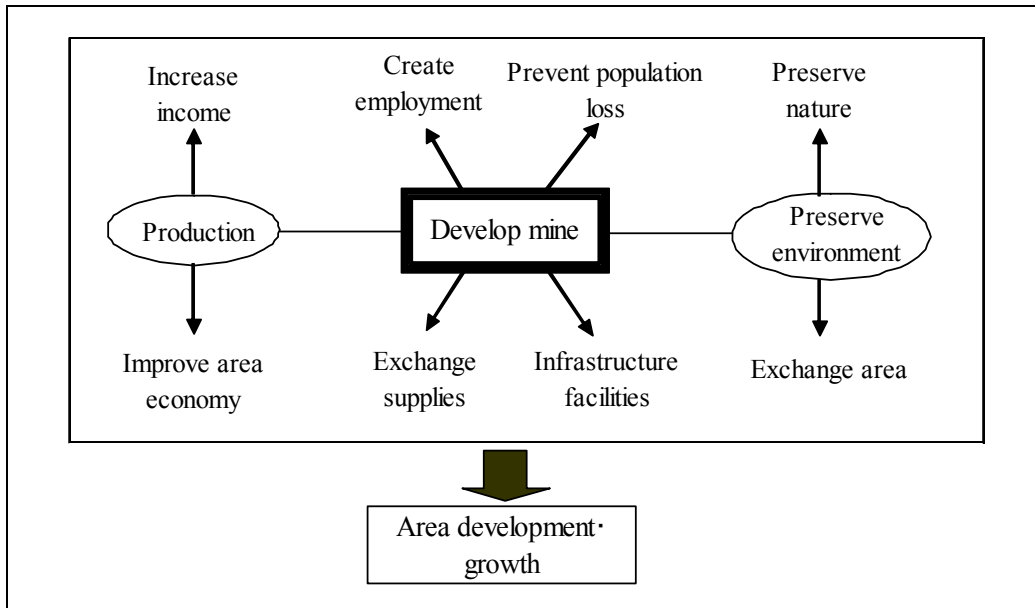 Increase
income
Create
employment
Prevent population
loss
Preserve
nature
Production
Develop mine
Preserve
environment
Improve area
economy
Exchange
supplies
Infrastructure
facilities
Exchange area
Area development·
growth